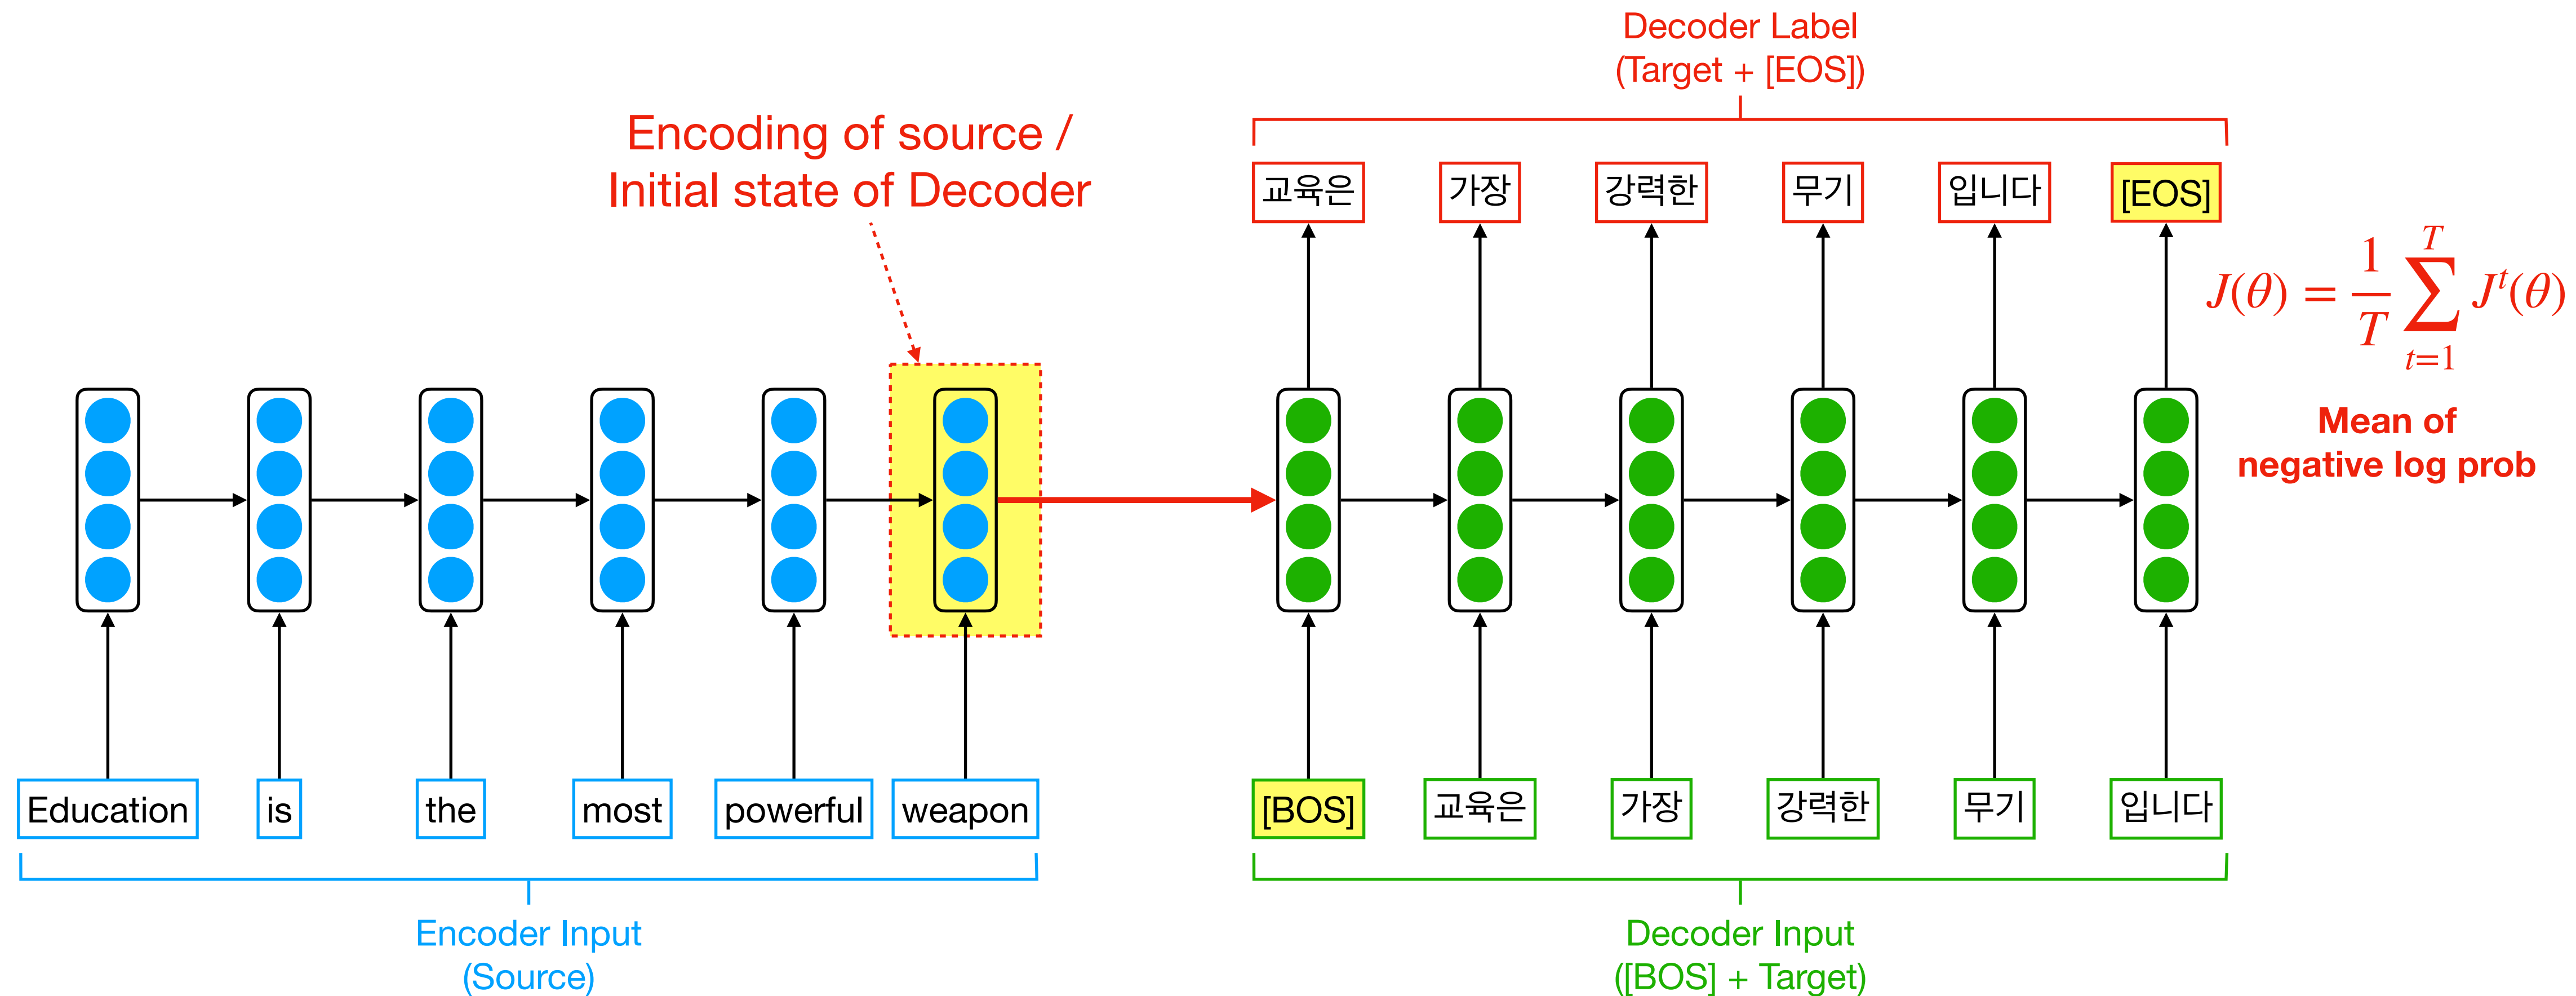 Decoder Label
(Target + [EOS])
Encoding of source /
Initial state of Decoder
교육은 가장 강력한 무기 입니다 [EOS]
J(θ) = 1/T ∑_{t=1}^{T} J^t(θ)
Mean of
negative log prob
Education is the most powerful weapon
[BOS] 교육은 가장 강력한 무기 입니다
Encoder Input
(Source)
Decoder Input
([BOS] + Target)